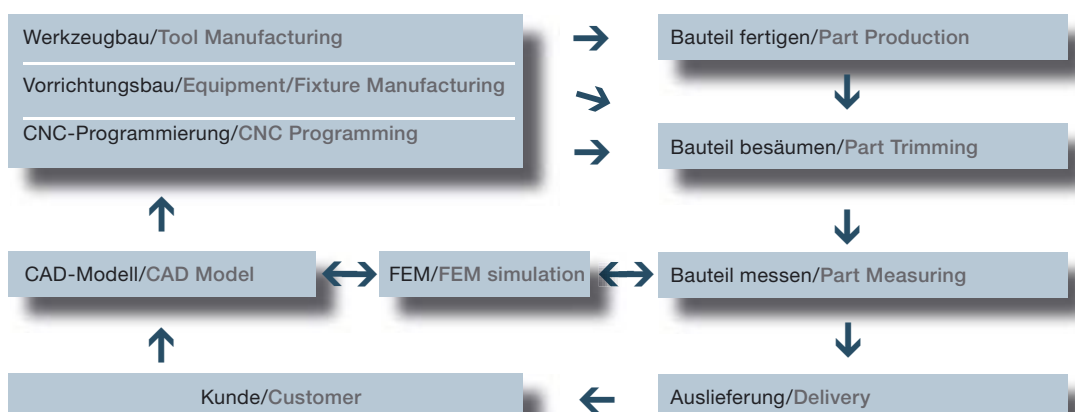 Werkzeugbau/Tool Manufacturing
Vorrichtungsbau/Equipment/Fixture Manufacturing
CNC-Programmierung/CNC Programming
Bauteil fertigen/Part Production
Bauteil besäumen/Part Trimming
CAD-Modell/CAD Model
FEM/FEM simulation
Bauteil messen/Part Measuring
Kunde/Customer
Auslieferung/Delivery